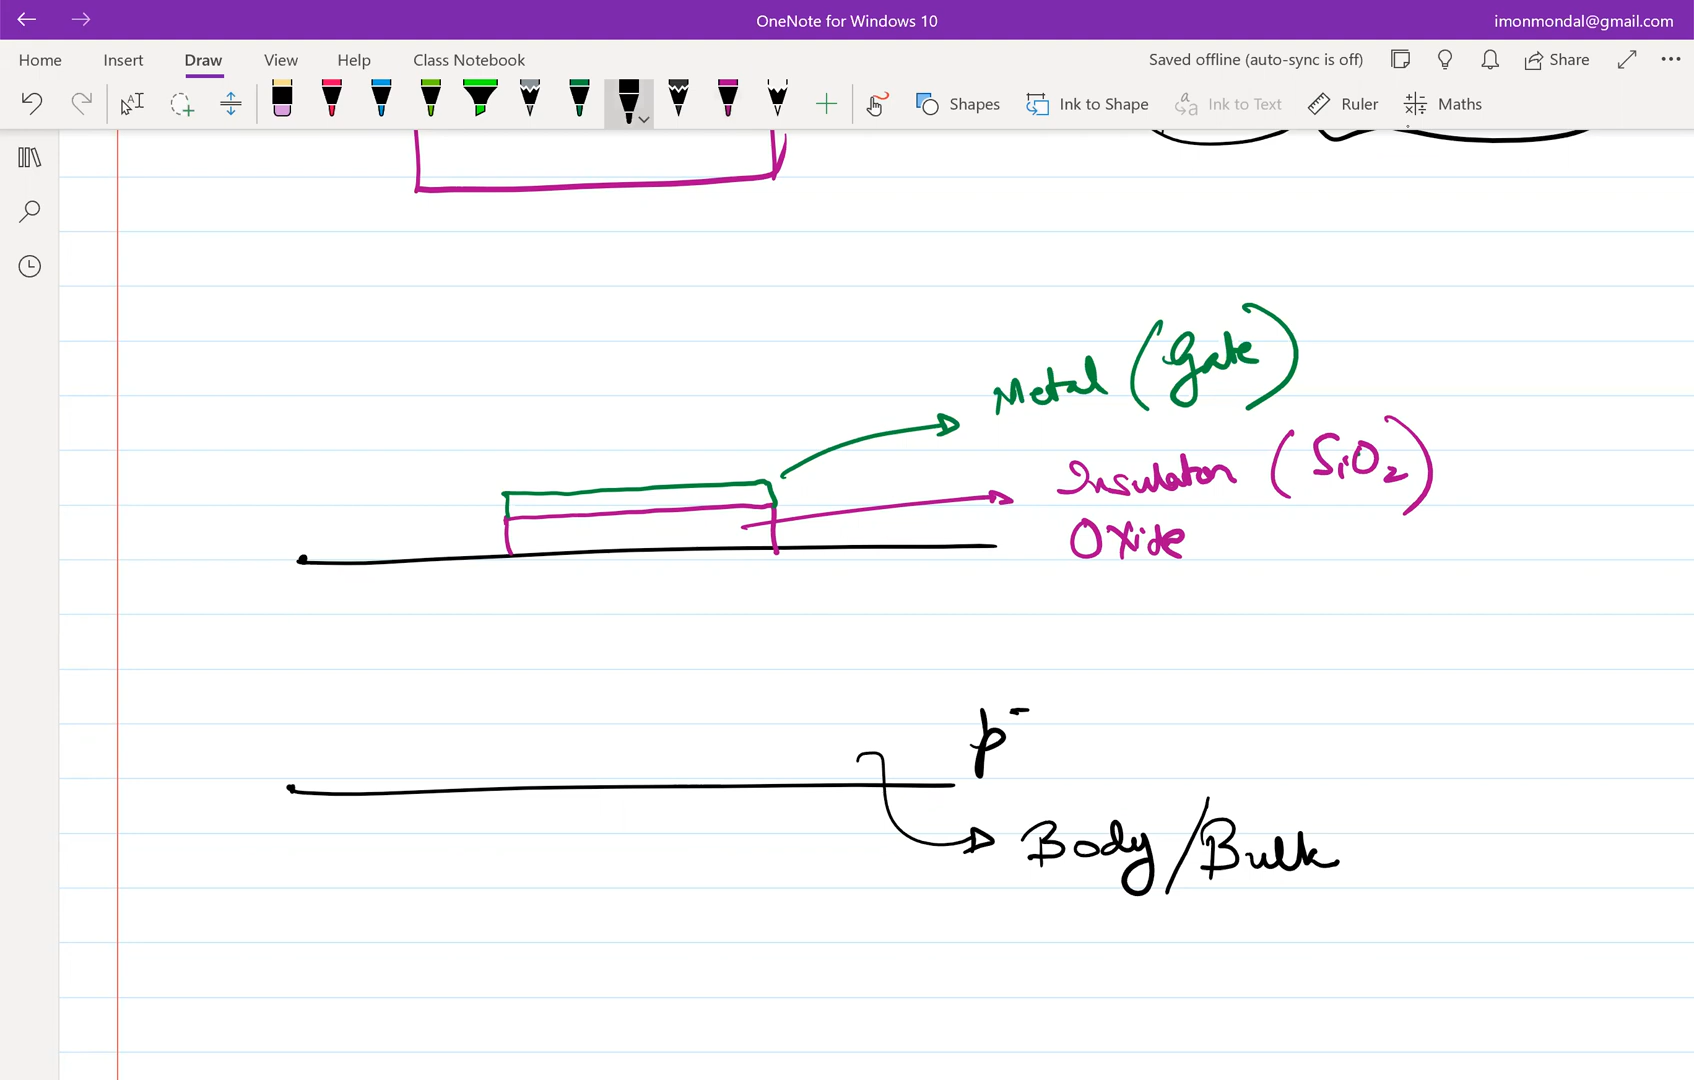 OneNote for Windows 10
imonmondal@gmail.com
Home Insert Draw View Help Class Notebook
Saved offline (auto-sync is off) Share
Shapes Ink to Shape Ink to Text Ruler Maths
Metal (Gate)
Insulator (SiO₂)
Oxide
p⁻
Body/Bulk